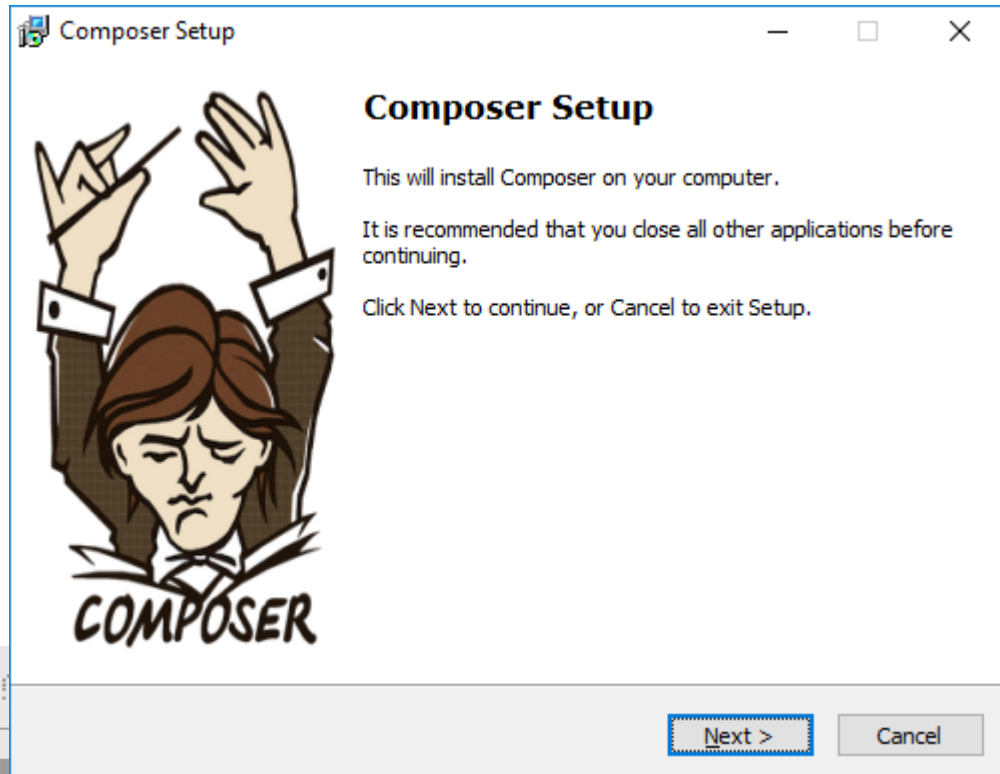 Composer Setup
Composer Setup
This will install Composer on your computer.
It is recommended that you close all other applications before
continuing.
Click Next to continue, or Cancel to exit Setup.
COMPOSER
Next >
Cancel